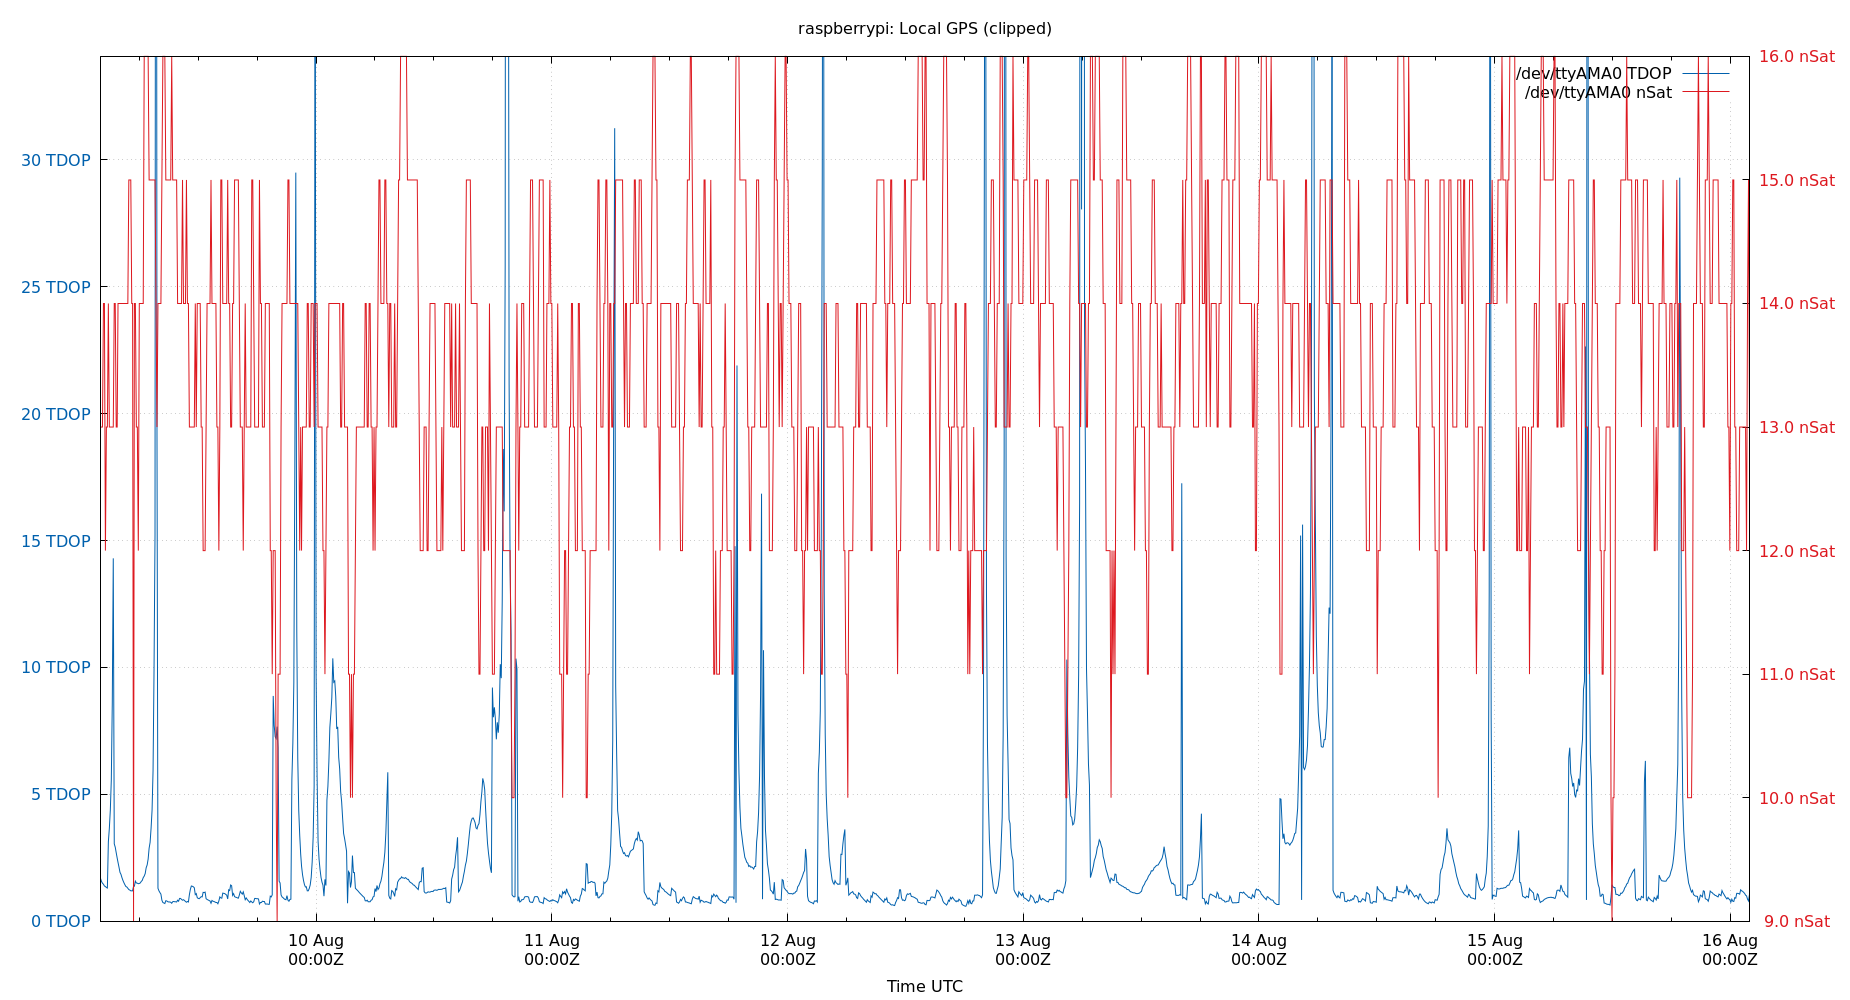 raspberrypi: Local GPS (clipped)
16.0 nSat
/dev/ttyAMA0 TDOP
/dev/ttyAMA0 nSat
30 TDOP
15.0 nSat
25 TDOP
14.0 nSat
20 TDOP
13.0 nSat
15 TDOP
12.0 nSat
10 TDOP
11.0 nSat
5 TDOP
10.0 nSat
0 TDOP
9.0 nSat
10 Aug 11 Aug 12 Aug 13 Aug 14 Aug 15 Aug 16 Aug
00:00Z 00:00Z 00:00Z 00:00Z 00:00Z 00:00Z 00:00Z
Time UTC